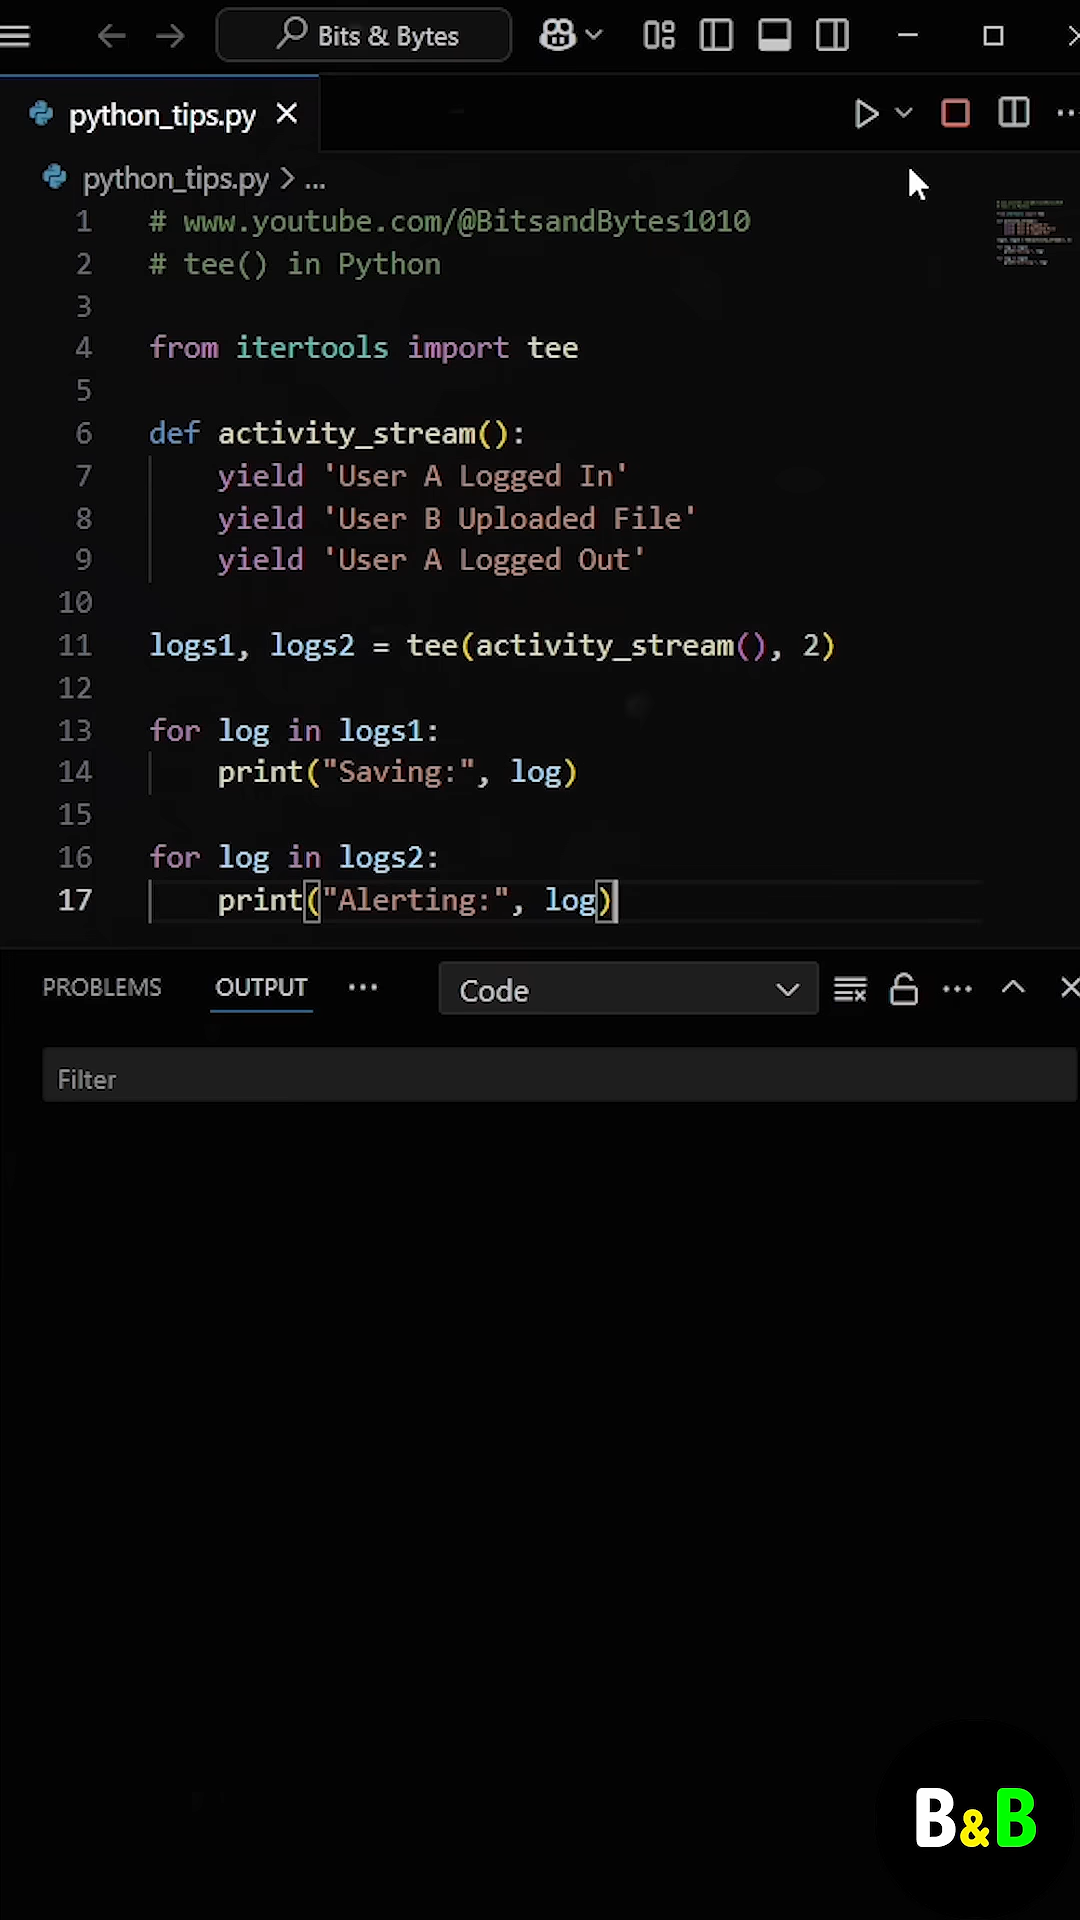 Bits & Bytes
python_tips.py
python_tips.py > ...
1 # www.youtube.com/@BitsandBytes1010
2 # tee() in Python
3
4 from itertools import tee
5
6 def activity_stream():
7     yield 'User A Logged In'
8     yield 'User B Uploaded File'
9     yield 'User A Logged Out'
10
11 logs1, logs2 = tee(activity_stream(), 2)
12
13 for log in logs1:
14     print("Saving:", log)
15
16 for log in logs2:
17     print("Alerting:", log)
PROBLEMS OUTPUT ... Code
Filter
B&B